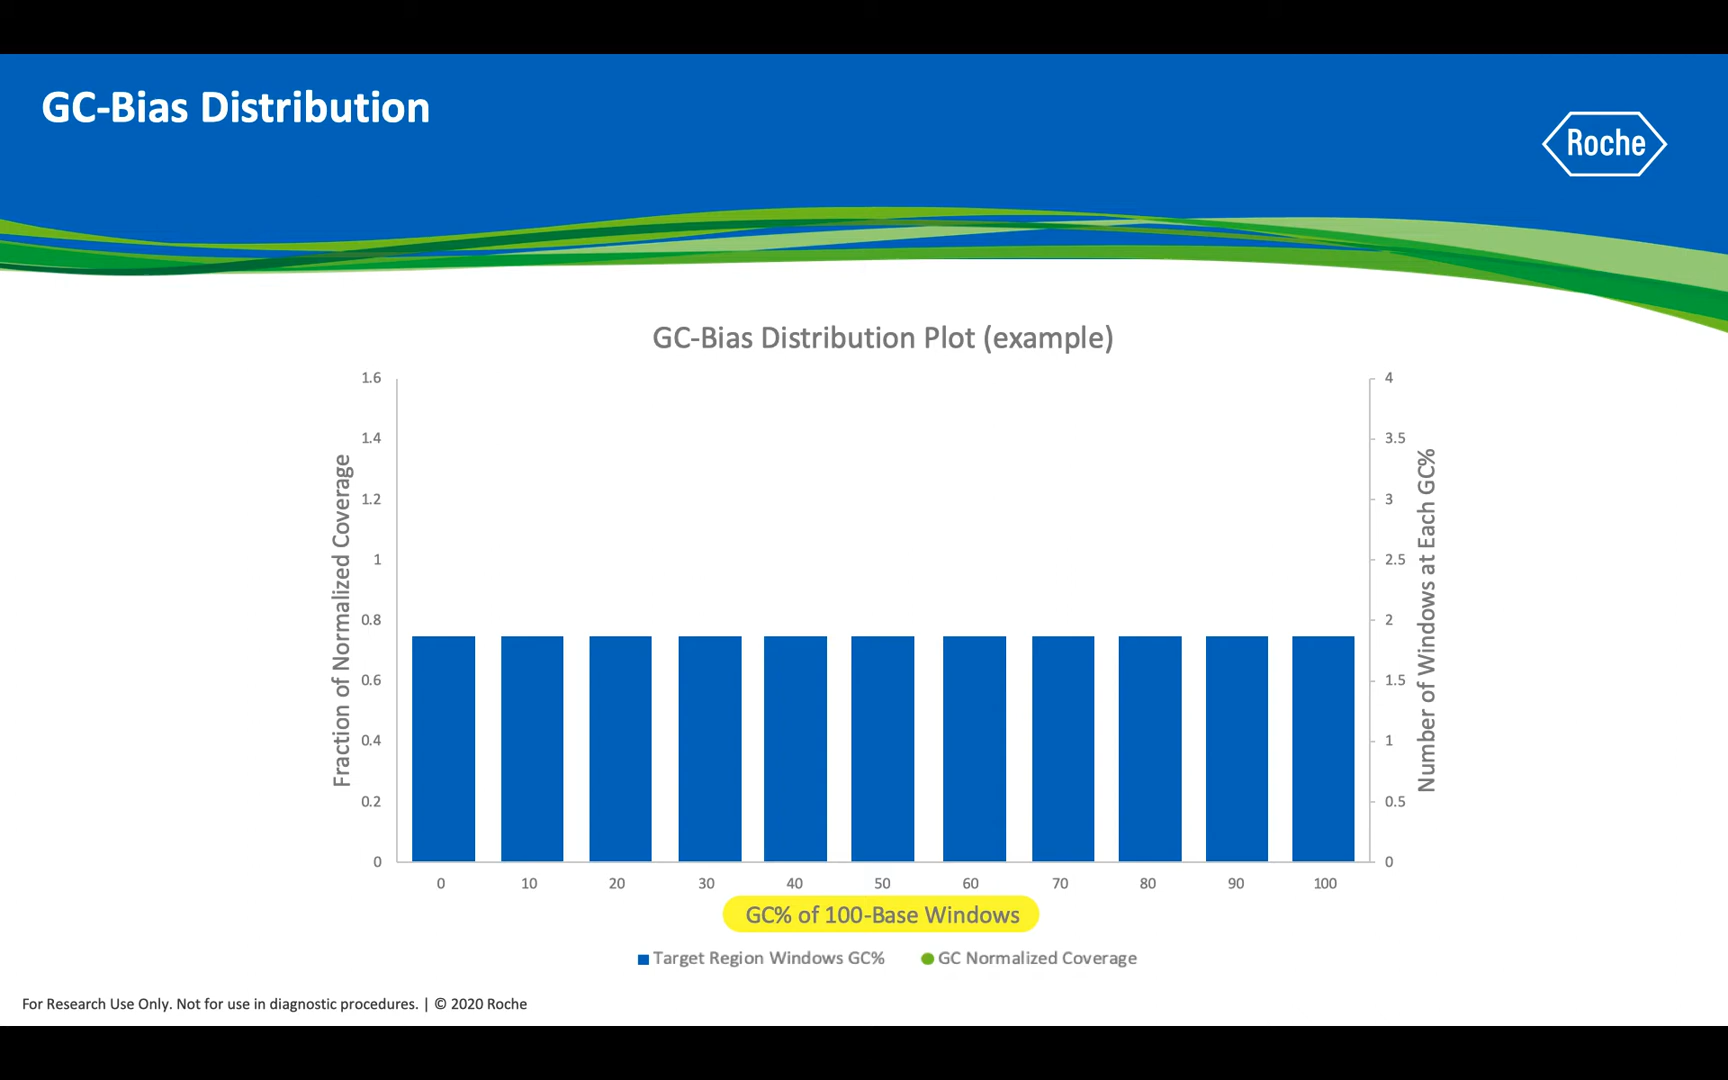 GC-Bias Distribution
Roche
GC-Bias Distribution Plot (example)
Fraction of Normalized Coverage
1.6
1.4
1.2
1
0.8
0.6
0.4
0.2
0
4
3.5
3
2.5
2
1.5
1
0.5
0
Number of Windows at Each GC%
0 10 20 30 40 50 60 70 80 90 100
GC% of 100-Base Windows
Target Region Windows GC% GC Normalized Coverage
For Research Use Only. Not for use in diagnostic procedures. | © 2020 Roche